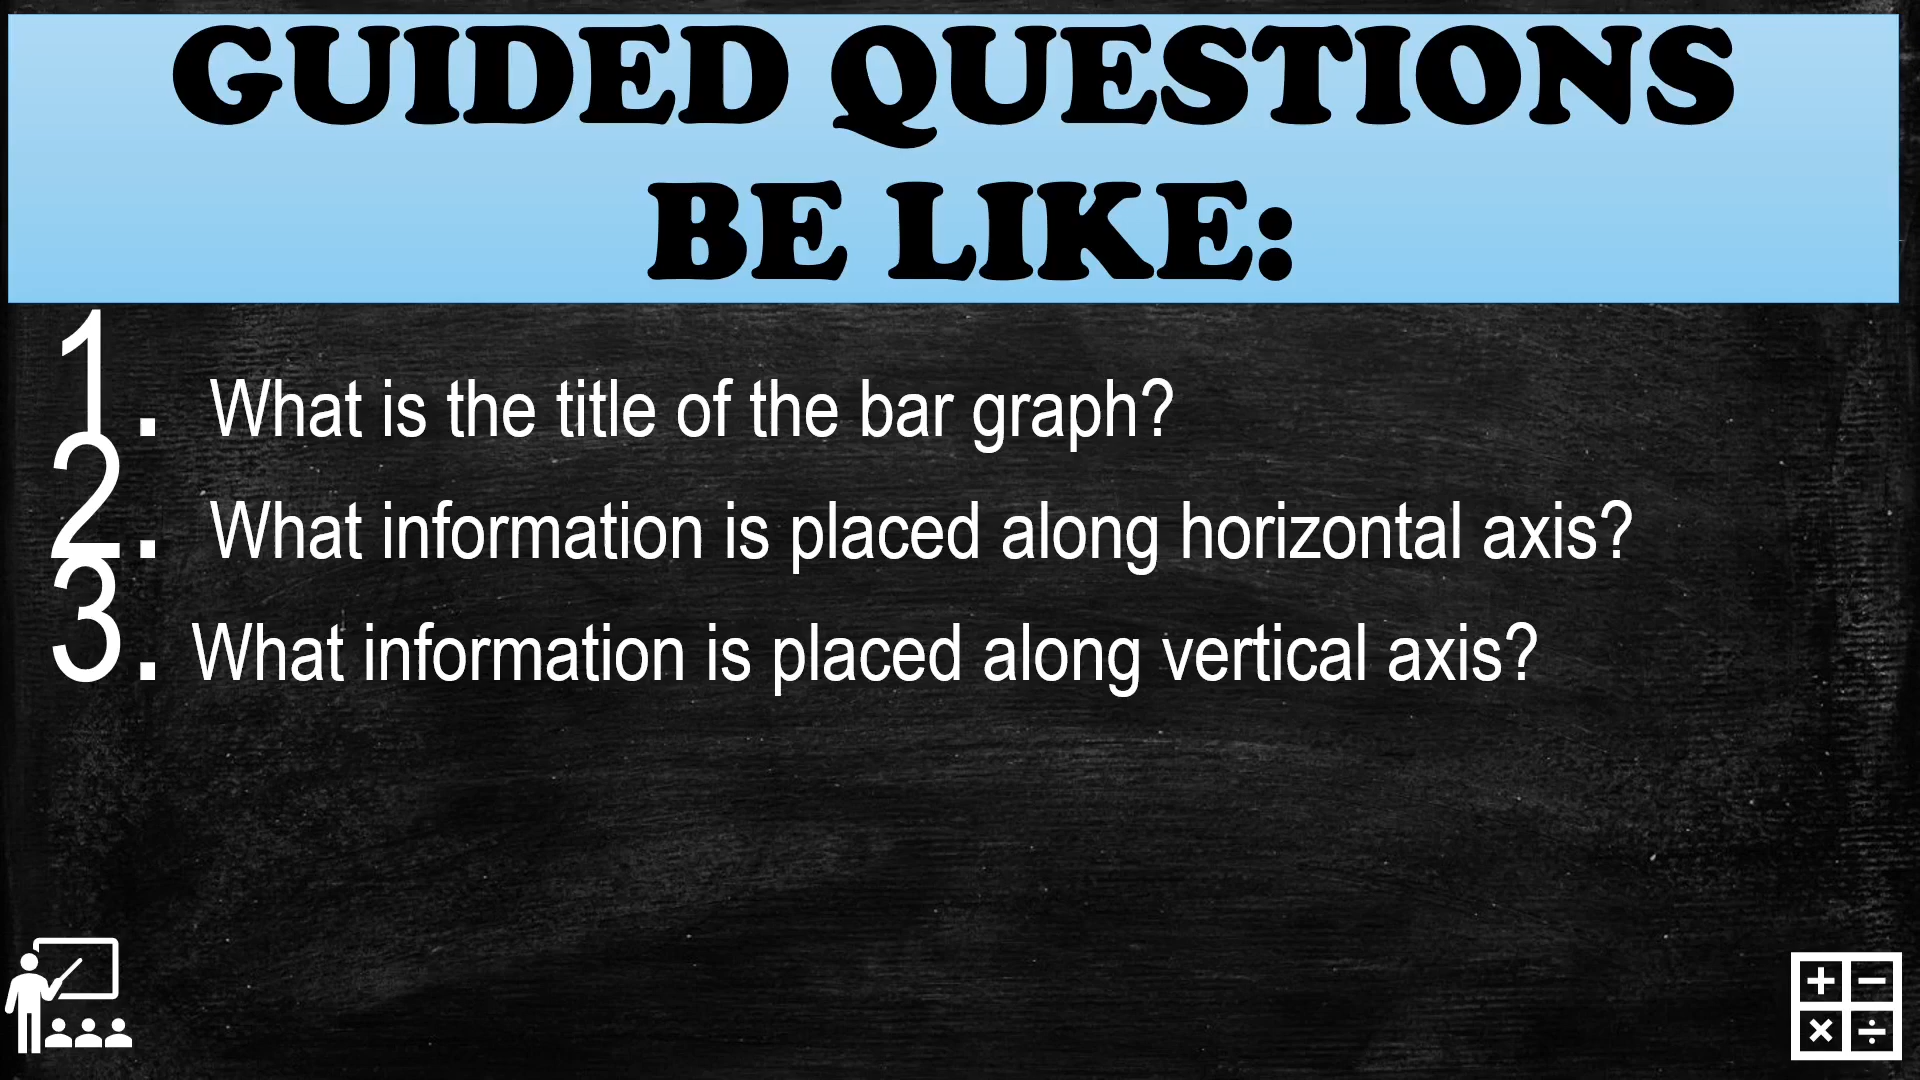 GUIDED QUESTIONS
BE LIKE:
1. What is the title of the bar graph?
2. What information is placed along horizontal axis?
3. What information is placed along vertical axis?